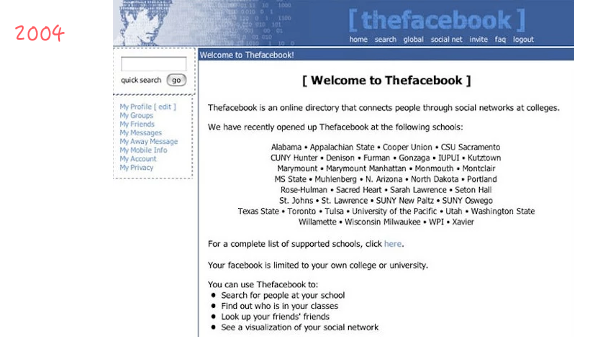 2004
[ thefacebook ]
home search global social net invite faq logout
Welcome to Thefacebook!
quick search go
My Profile [ edit ]
My Groups
My Friends
My Messages
My Away Message
My Mobile Info
My Account
My Privacy
[ Welcome to Thefacebook ]
Thefacebook is an online directory that connects people through social networks at colleges.
We have recently opened up Thefacebook at the following schools:
Alabama • Appalachian State • Cooper Union • CSU Sacramento
CUNY Hunter • Denison • Furman • Gonzaga • IUPUI • Kutztown
Marymount • Marymount Manhattan • Monmouth • Montclair
MS State • Muhlenberg • N. Arizona • North Dakota • Portland
Rose-Hulman • Sacred Heart • Sarah Lawrence • Seton Hall
St. Johns • St. Lawrence • SUNY New Paltz • SUNY Oswego
Texas State • Toronto • Tulsa • University of the Pacific • Utah • Washington State
Willamette • Wisconsin Milwaukee • WPI • Xavier
For a complete list of supported schools, click here.
Your facebook is limited to your own college or university.
You can use Thefacebook to:
• Search for people at your school
• Find out who is in your classes
• Look up your friends' friends
• See a visualization of your social network